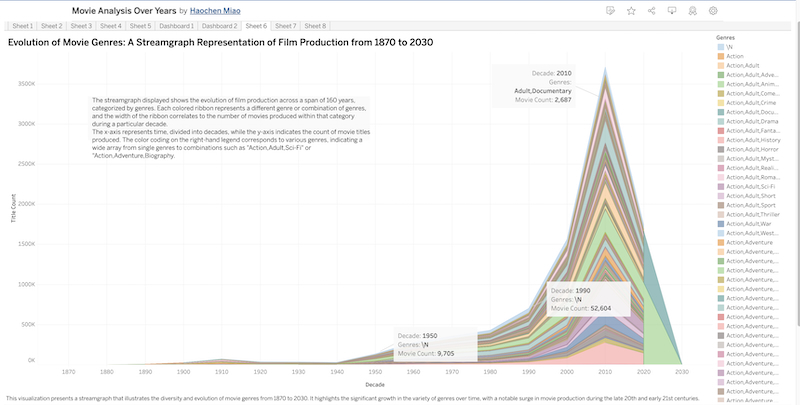 Movie Analysis Over Years by Haochen Miao
Sheet 1 Sheet 2 Sheet 3 Sheet 4 Sheet 5 Dashboard 1 Dashboard 2 Sheet 6 Sheet 7 Sheet 8
Evolution of Movie Genres: A Streamgraph Representation of Film Production from 1870 to 2030
The streamgraph displayed shows the evolution of film production across a span of 160 years,
categorized by genres. Each colored ribbon represents a different genre or combination of genres,
and the width of the ribbon correlates to the number of movies produced within that category
during a particular decade.
The x-axis represents time, divided into decades, while the y-axis indicates the count of movie titles
produced. The color coding on the right-hand legend corresponds to various genres, indicating a
wide array from single genres to combinations such as "Action,Adult,Sci-Fi" or
"Action,Adventure,Biography.
Decade: 2010
Genres:
Adult,Documentary
Movie Count: 2,687
Decade: 1990
Genres: \N
Movie Count: 52,604
Decade: 1950
Genres: \N
Movie Count: 9,705
Title Count
3500K
3000K
2500K
2000K
1500K
1000K
500K
0K
1870 1880 1890 1900 1910 1920 1930 1940 1950 1960 1970 1980 1990 2000 2010 2020 2030
Decade
Genres
\N
Action
Action,Adult
Action,Adult,Adve...
Action,Adult,Anim...
Action,Adult,Come...
Action,Adult,Crime
Action,Adult,Docu...
Action,Adult,Drama
Action,Adult,Fanta...
Action,Adult,History
Action,Adult,Horror
Action,Adult,Myst...
Action,Adult,Reali...
Action,Adult,Roma...
Action,Adult,Sci-Fi
Action,Adult,Short
Action,Adult,Sport
Action,Adult,Thriller
Action,Adult,War
Action,Adult,West...
Action,Adventure
Action,Adventure,...
Action,Adventure,...
Action,Adventure,...
Action,Adventure,...
Action,Adventure,...
Action,Adventure,...
Action,Adventure,...
Action,Adventure,...
Action,Adventure,...
Action,Adventure,...
Action,Adventure,...
Action,Adventure,...
Action,Adventure,...
Action,Adventure,...
This visualization presents a streamgraph that illustrates the diversity and evolution of movie genres from 1870 to 2030. It highlights the significant growth in the variety of genres over time, with a notable surge in movie production during the late 20th and early 21st centuries.